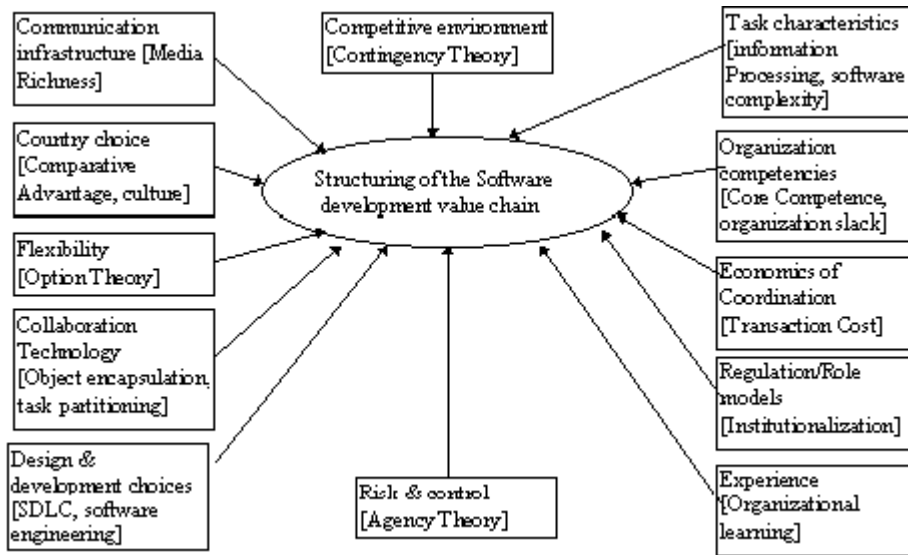 Communication
infrastructure [Media
Richness]
Competitive environment
[Contingency Theory]
Task characteristics
[information
Processing, software
complexity]
Country choice
[Comparative
Advantage, culture]
Structuring of the Software
development value chain
Organization
competencies
[Core Competence,
organization slack]
Flexibility
[Option Theory]
Economics of
Coordination
[Transaction Cost]
Collaboration
Technology
[Object encapsulation,
task partitioning]
Regulation/Role
models
[Institutionalization]
Design &
development choices
[SDLC, software
engineering]
Risk & control
[Agency Theory]
Experience
[Organizational
learning]